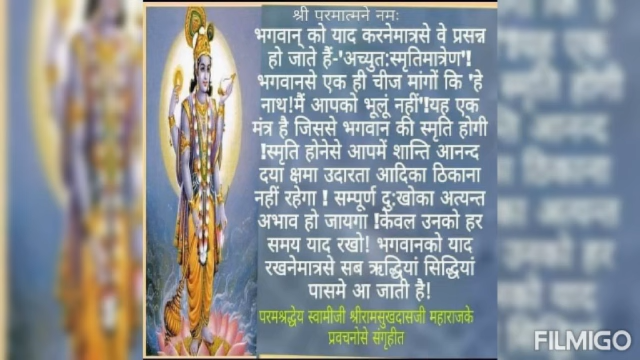 श्री परमात्मने नमः
भगवान् को याद करनेमात्रसे वे प्रसन्न
हो जाते हैं-'अच्युत:स्मृतिमात्रेण'!
भगवानसे एक ही चीज मांगों कि 'हे
नाथ!मैं आपको भूलूं नहीं'!यह एक
मंत्र है जिससे भगवान की स्मृति होगी
!स्मृति होनेसे आपमें शान्ति आनन्द
दया क्षमा उदारता आदिका ठिकाना
नहीं रहेगा ! सम्पूर्ण दु:खोका अत्यन्त
अभाव हो जायगा !केवल उनको हर
समय याद रखो! भगवानको याद
रखनेमात्रसे सब ऋद्धियां सिद्धियां
पासमे आ जाती है!
परमश्रद्धेय स्वामीजी श्रीरामसुखदासजी महाराजके
प्रवचनोसे संगृहीत
FILMIGO